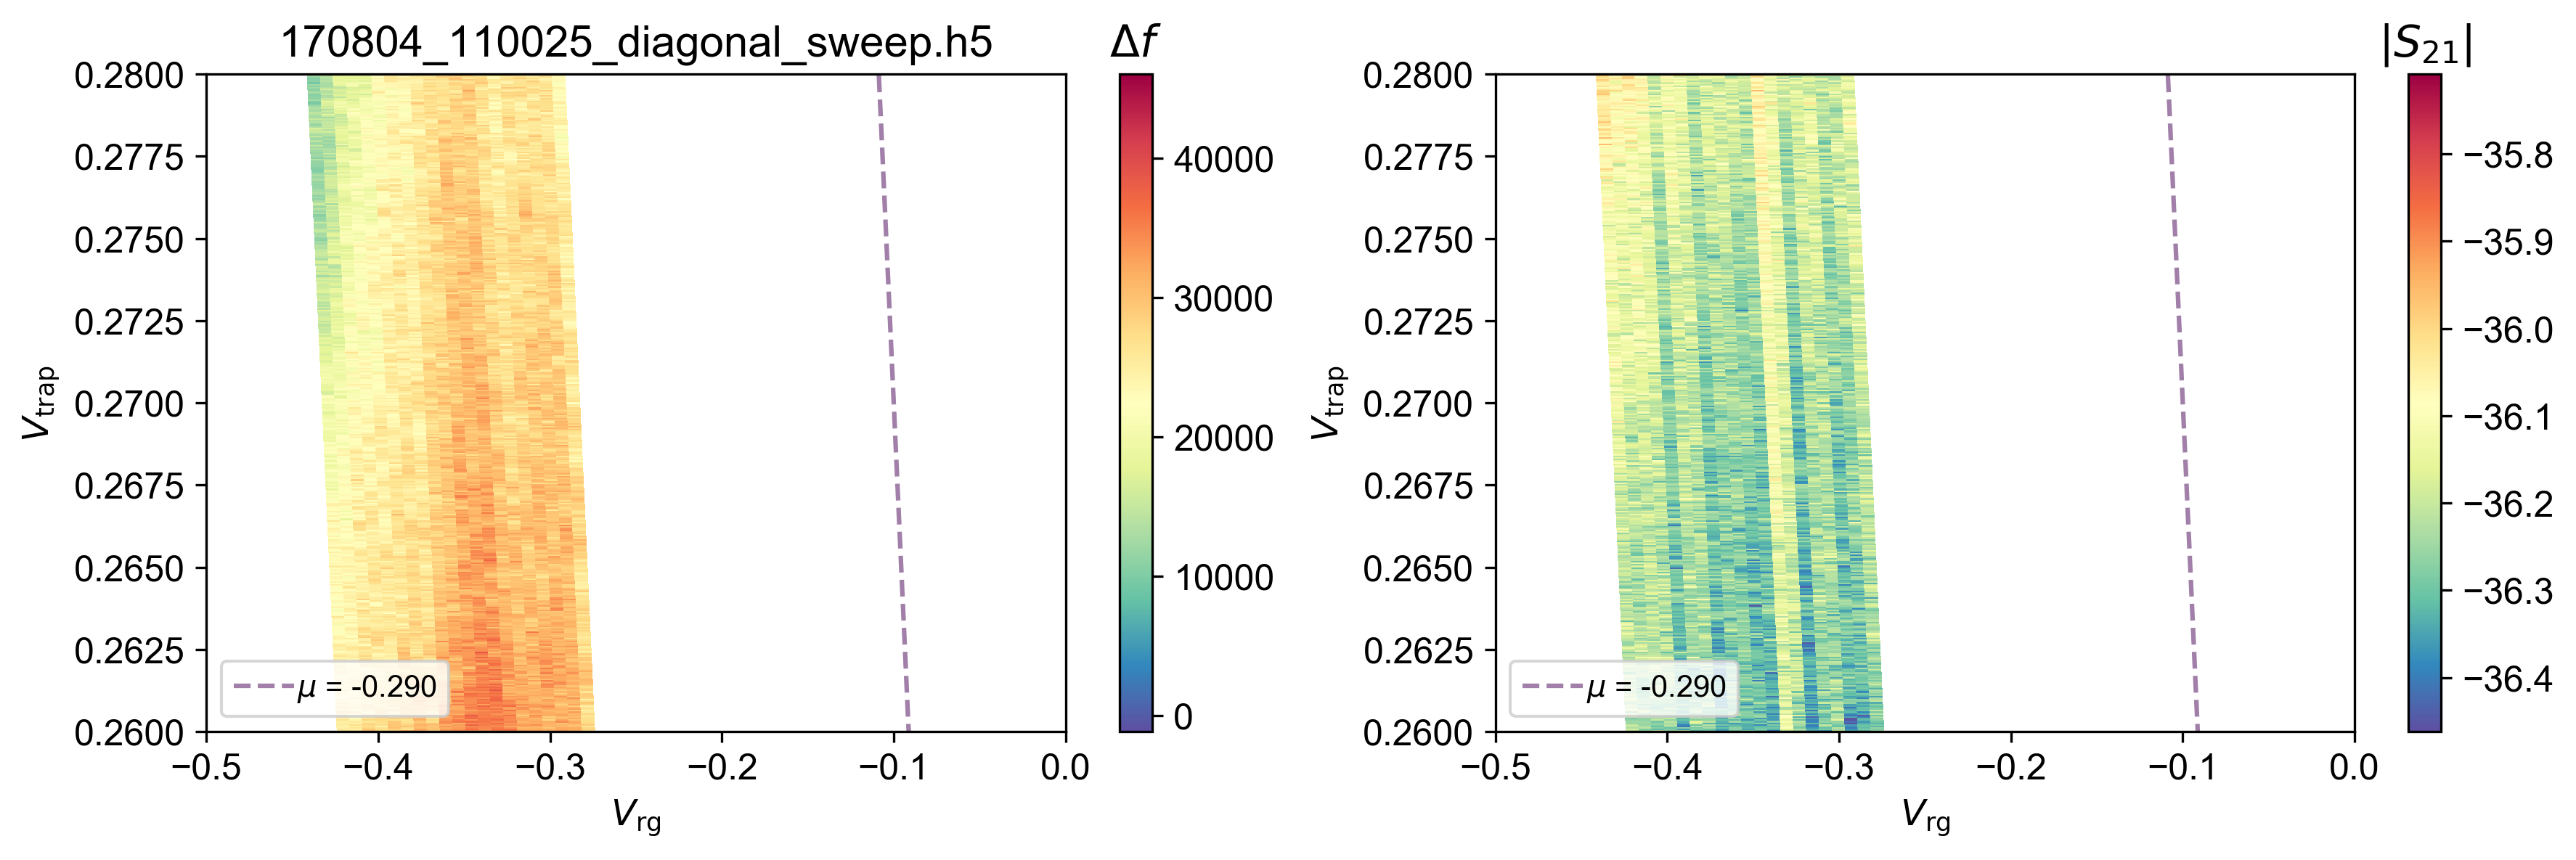 170804_110025_diagonal_sweep.h5
Δf
0.2800
0.2775
0.2750
0.2725
0.2700
0.2675
0.2650
0.2625
0.2600
V_trap
μ = -0.290
−0.5 −0.4 −0.3 −0.2 −0.1 0.0
V_rg
40000
30000
20000
10000
0
|S_21|
0.2800
0.2775
0.2750
0.2725
0.2700
0.2675
0.2650
0.2625
0.2600
V_trap
μ = -0.290
−0.5 −0.4 −0.3 −0.2 −0.1 0.0
V_rg
−35.8
−35.9
−36.0
−36.1
−36.2
−36.3
−36.4